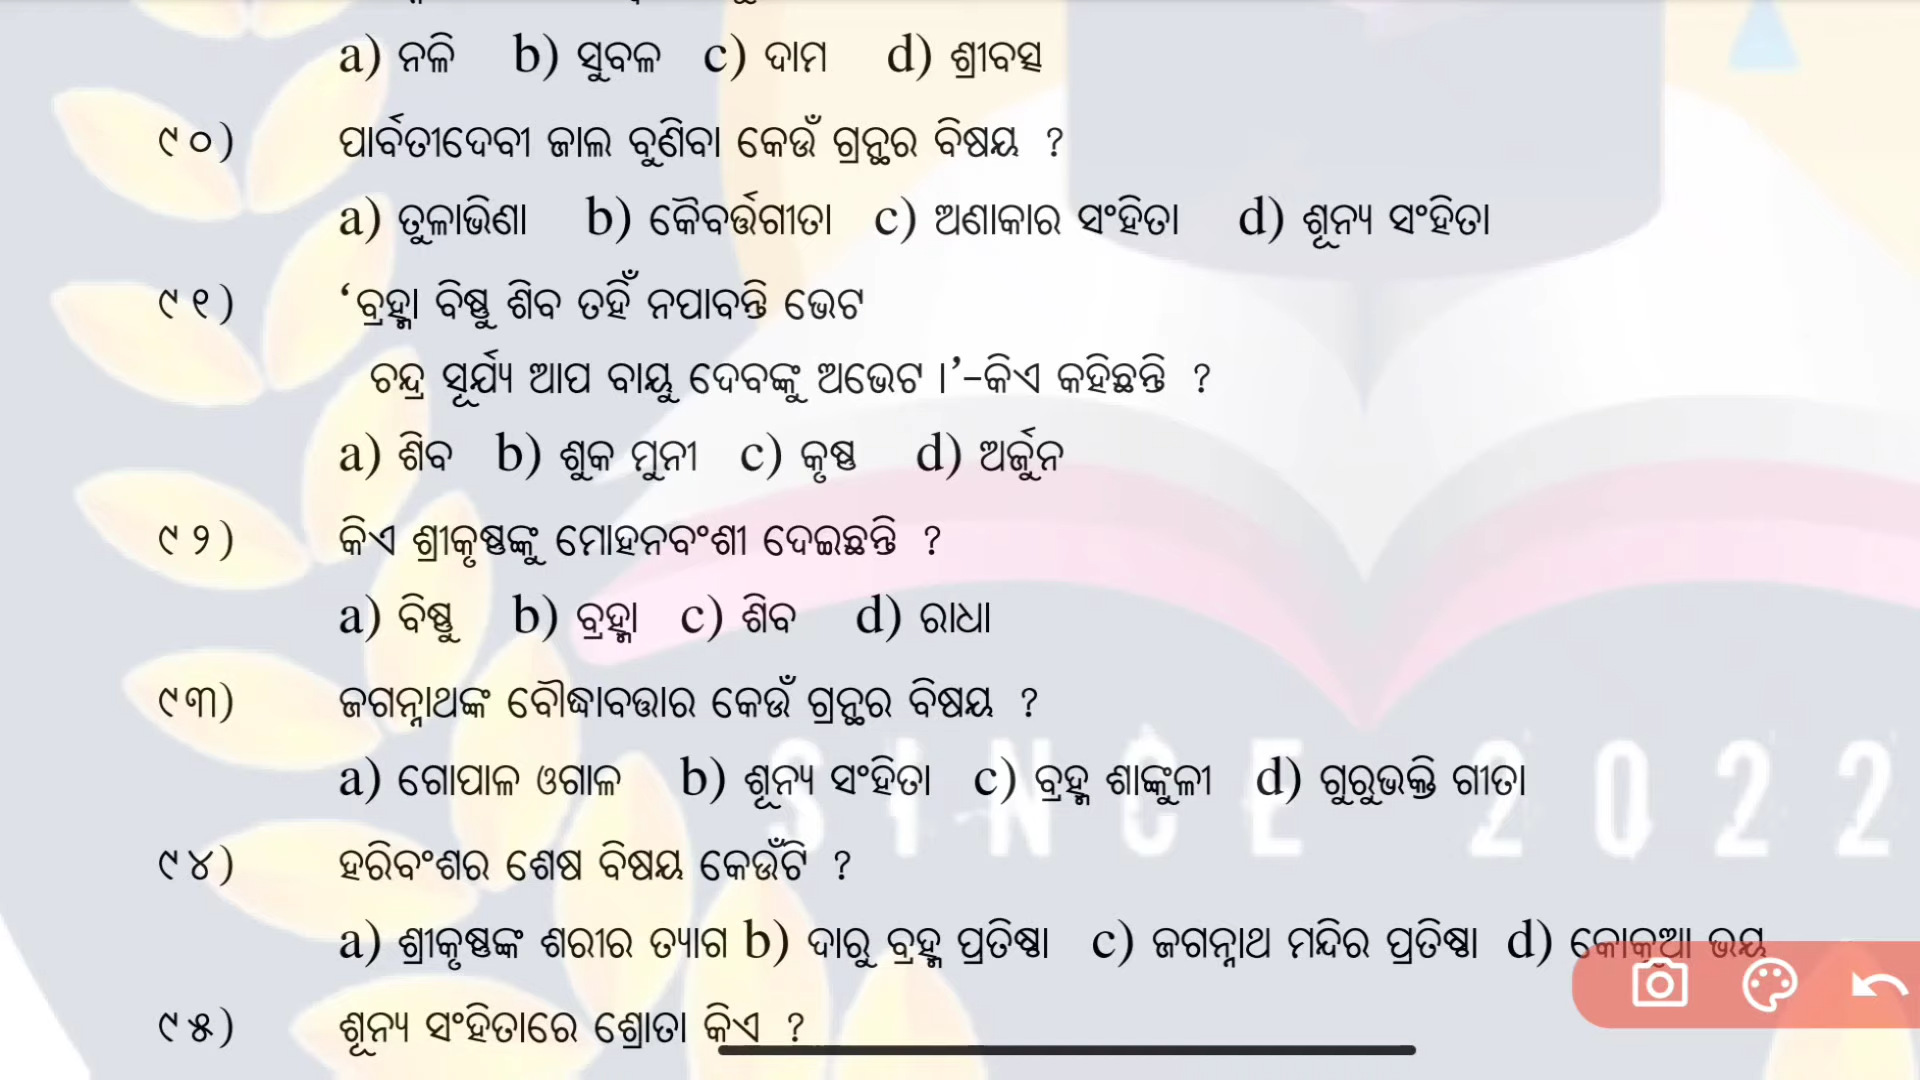 a) ନଳି b) ସୁବଳ c) ଦାମ d) ଶ୍ରୀବତ୍ସ
୯୦) ପାର୍ବତୀଦେବୀ ଜାଲ ବୁଣିବା କେଉଁ ଗ୍ରନ୍ଥର ବିଷୟ ?
a) ତୁଳାଭିଣା b) କୈବର୍ତ୍ତଗୀତା c) ଅଣାକାର ସଂହିତା d) ଶୂନ୍ୟ ସଂହିତା
୯୧) ‘ବ୍ରହ୍ମା ବିଷ୍ଣୁ ଶିବ ତହିଁ ନପାବନ୍ତି ଭେଟ
ଚନ୍ଦ୍ର ସୂର୍ଯ୍ୟ ଆପ ବାୟୁ ଦେବଙ୍କୁ ଅଭେଟ ।’–କିଏ କହିଛନ୍ତି ?
a) ଶିବ b) ଶୁକ ମୁନୀ c) କୃଷ୍ଣ d) ଅର୍ଜୁନ
୯୨) କିଏ ଶ୍ରୀକୃଷ୍ଣଙ୍କୁ ମୋହନବଂଶୀ ଦେଇଛନ୍ତି ?
a) ବିଷ୍ଣୁ b) ବ୍ରହ୍ମା c) ଶିବ d) ରାଧା
୯୩) ଜଗନ୍ନାଥଙ୍କ ବୌଦ୍ଧାବତ୍ତାର କେଉଁ ଗ୍ରନ୍ଥର ବିଷୟ ?
a) ଗୋପାଳ ଓଗାଳ b) ଶୂନ୍ୟ ସଂହିତା c) ବ୍ରହ୍ମ ଶାଙ୍କୁଳୀ d) ଗୁରୁଭକ୍ତି ଗୀତା
SINCE 2022
୯୪) ହରିବଂଶର ଶେଷ ବିଷୟ କେଉଁଟି ?
a) ଶ୍ରୀକୃଷ୍ଣଙ୍କ ଶରୀର ତ୍ୟାଗ b) ଦାରୁ ବ୍ରହ୍ମ ପ୍ରତିଷ୍ଠା c) ଜଗନ୍ନାଥ ମନ୍ଦିର ପ୍ରତିଷ୍ଠା d) କୋକୁଆ ଭୟ
୯୫) ଶୂନ୍ୟ ସଂହିତାରେ ଶ୍ରୋତା କିଏ ?